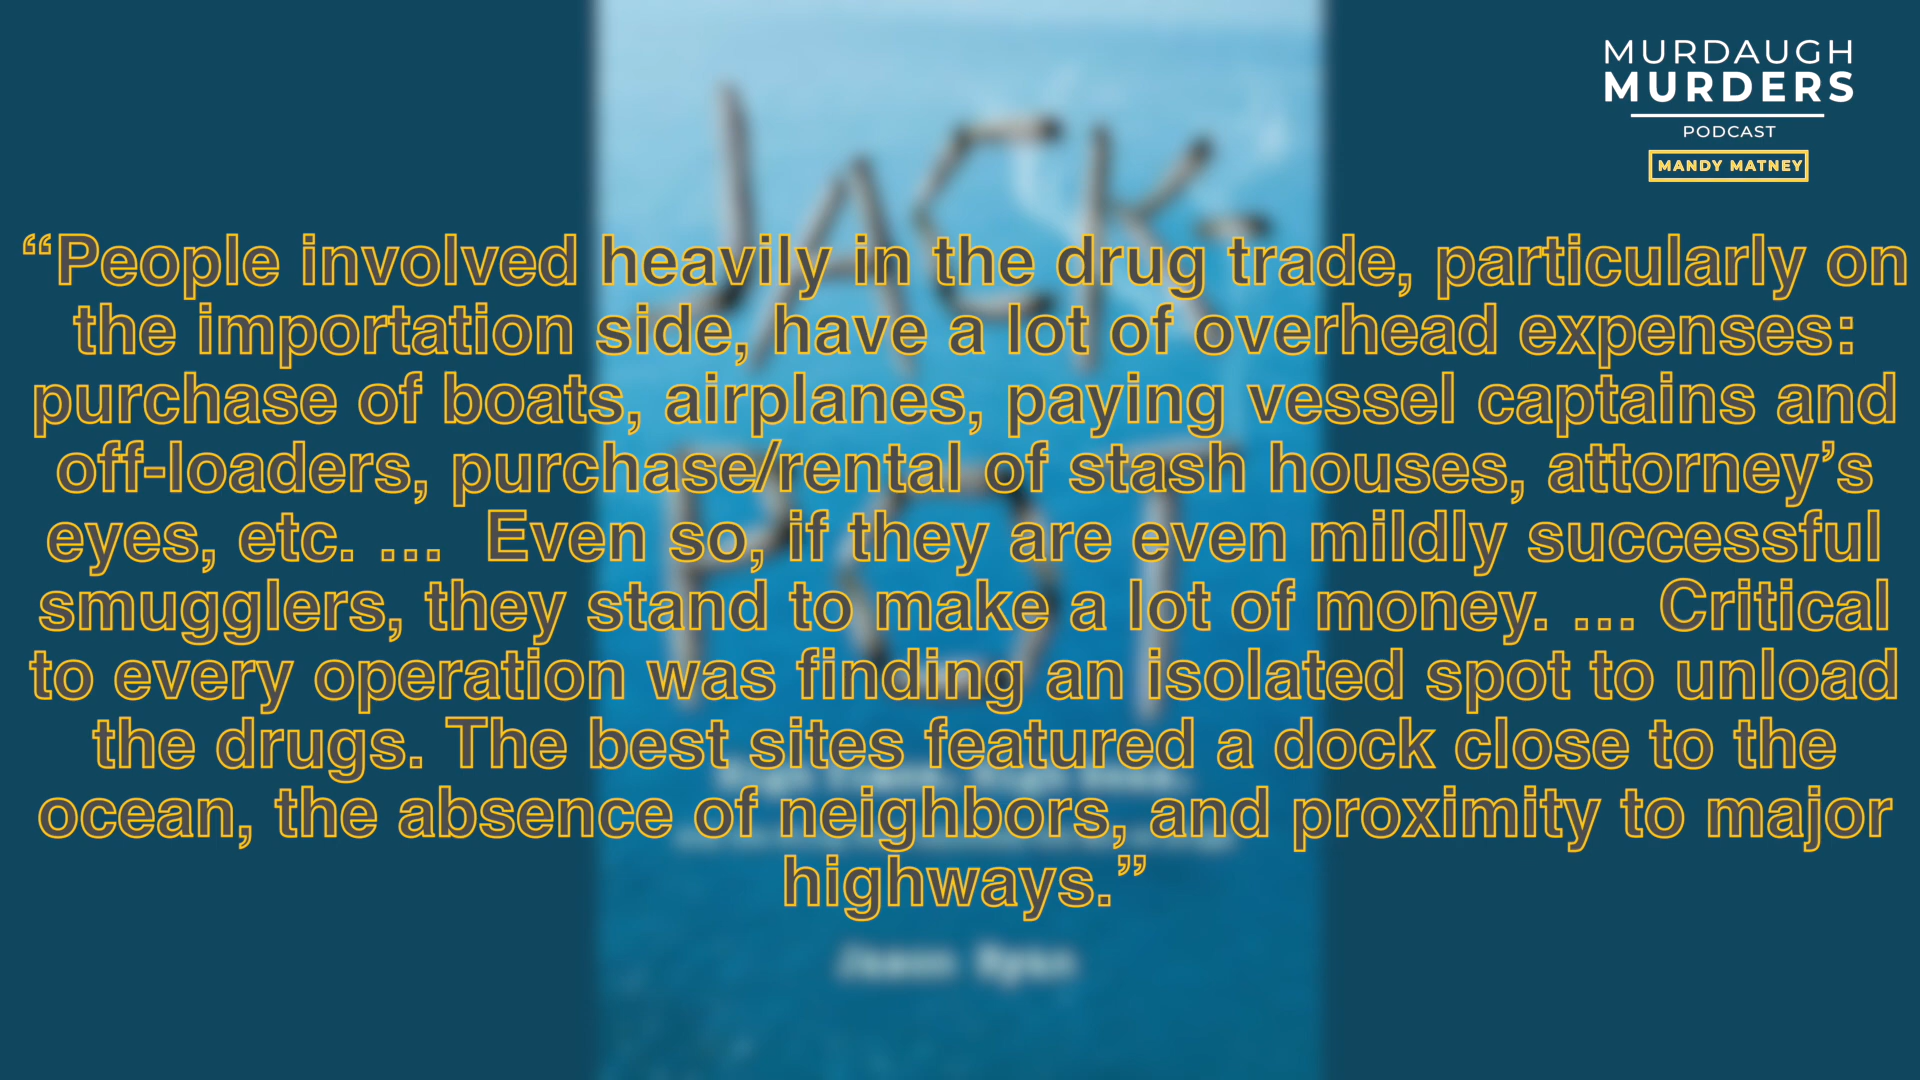 MURDAUGH
MURDERS
PODCAST
MANDY MATNEY
“People involved heavily in the drug trade, particularly on
the importation side, have a lot of overhead expenses:
purchase of boats, airplanes, paying vessel captains and
off-loaders, purchase/rental of stash houses, attorney’s
eyes, etc. ... Even so, if they are even mildly successful
smugglers, they stand to make a lot of money. ... Critical
to every operation was finding an isolated spot to unload
the drugs. The best sites featured a dock close to the
ocean, the absence of neighbors, and proximity to major
highways.”
JACK-
POT
Jason Ryan